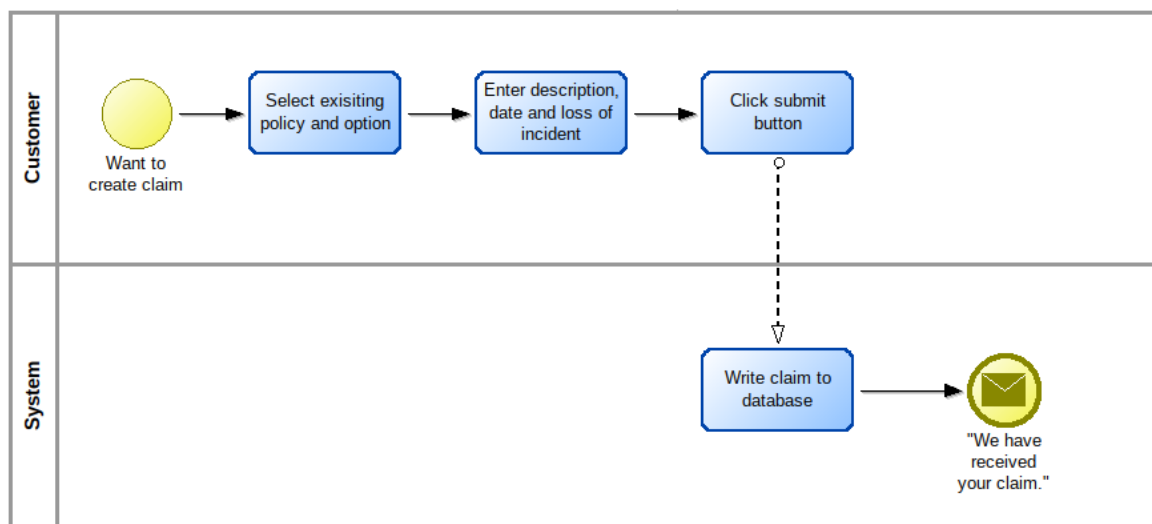 Customer
Want to
create claim
Select exisiting
policy and option
Enter description,
date and loss of
incident
Click submit
button
System
Write claim to
database
"We have
received
your claim."